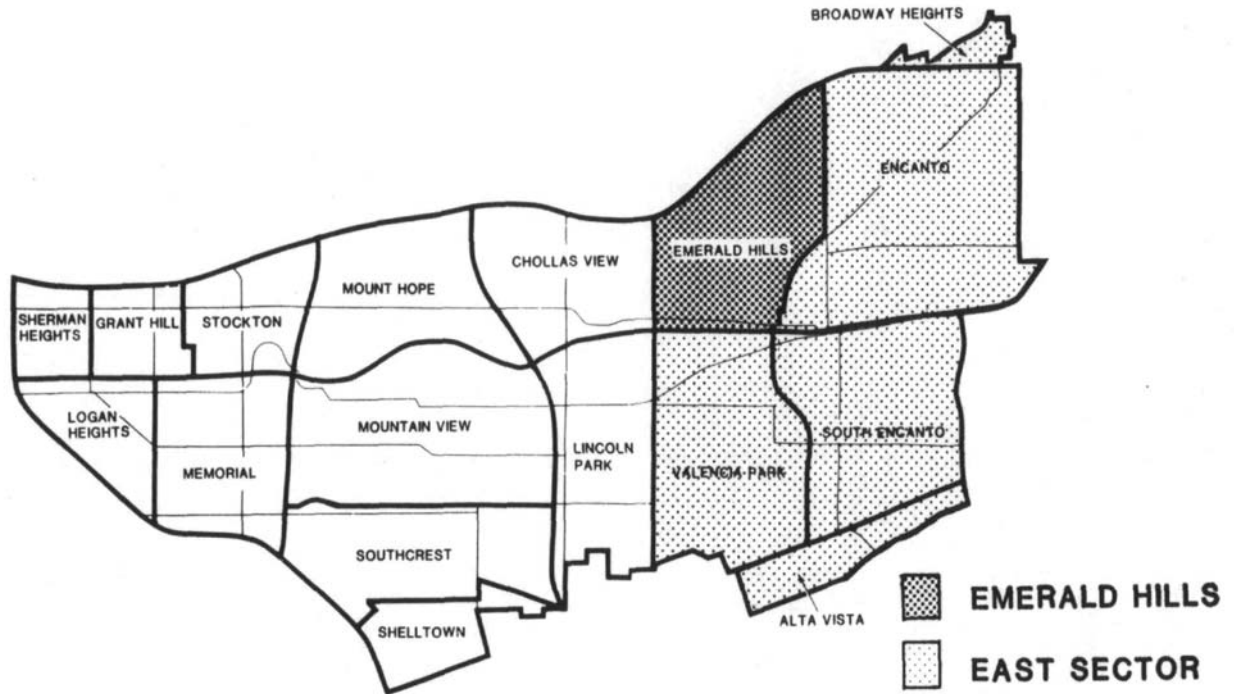 BROADWAY HEIGHTS
ENCANTO
EMERALD HILLS
CHOLLAS VIEW
MOUNT HOPE
SHERMAN
HEIGHTS
GRANT HILL
STOCKTON
LOGAN
HEIGHTS
MOUNTAIN VIEW
LINCOLN
PARK
SOUTH ENCANTO
VALENCIA PARK
MEMORIAL
SOUTHCREST
SHELLTOWN
ALTA VISTA
EMERALD HILLS
EAST SECTOR